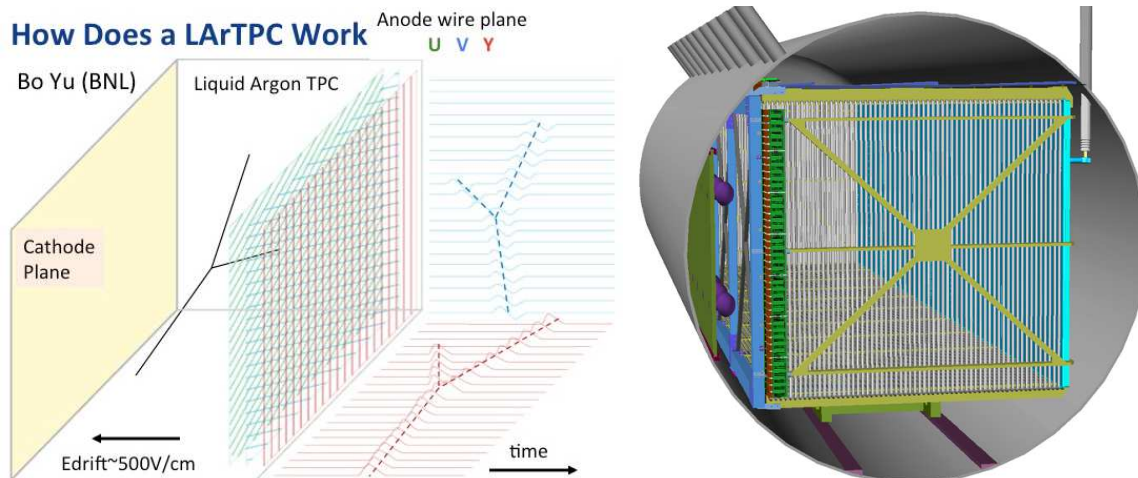 How Does a LArTPC Work
Anode wire plane
U V Y
Bo Yu (BNL)
Liquid Argon TPC
Cathode
Plane
Edrift~500V/cm
time